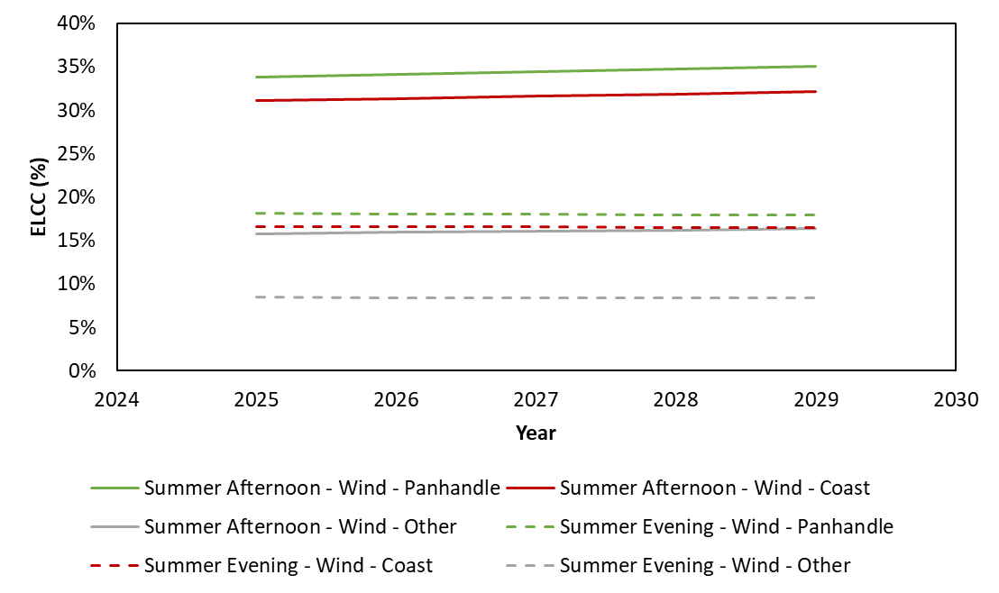 40%
35%
30%
25%
20%
15%
10%
5%
0%
ELCC (%)
2024 2025 2026 2027 2028 2029 2030
Year
Summer Afternoon - Wind - Panhandle Summer Afternoon - Wind - Coast
Summer Afternoon - Wind - Other Summer Evening - Wind - Panhandle
Summer Evening - Wind - Coast Summer Evening - Wind - Other